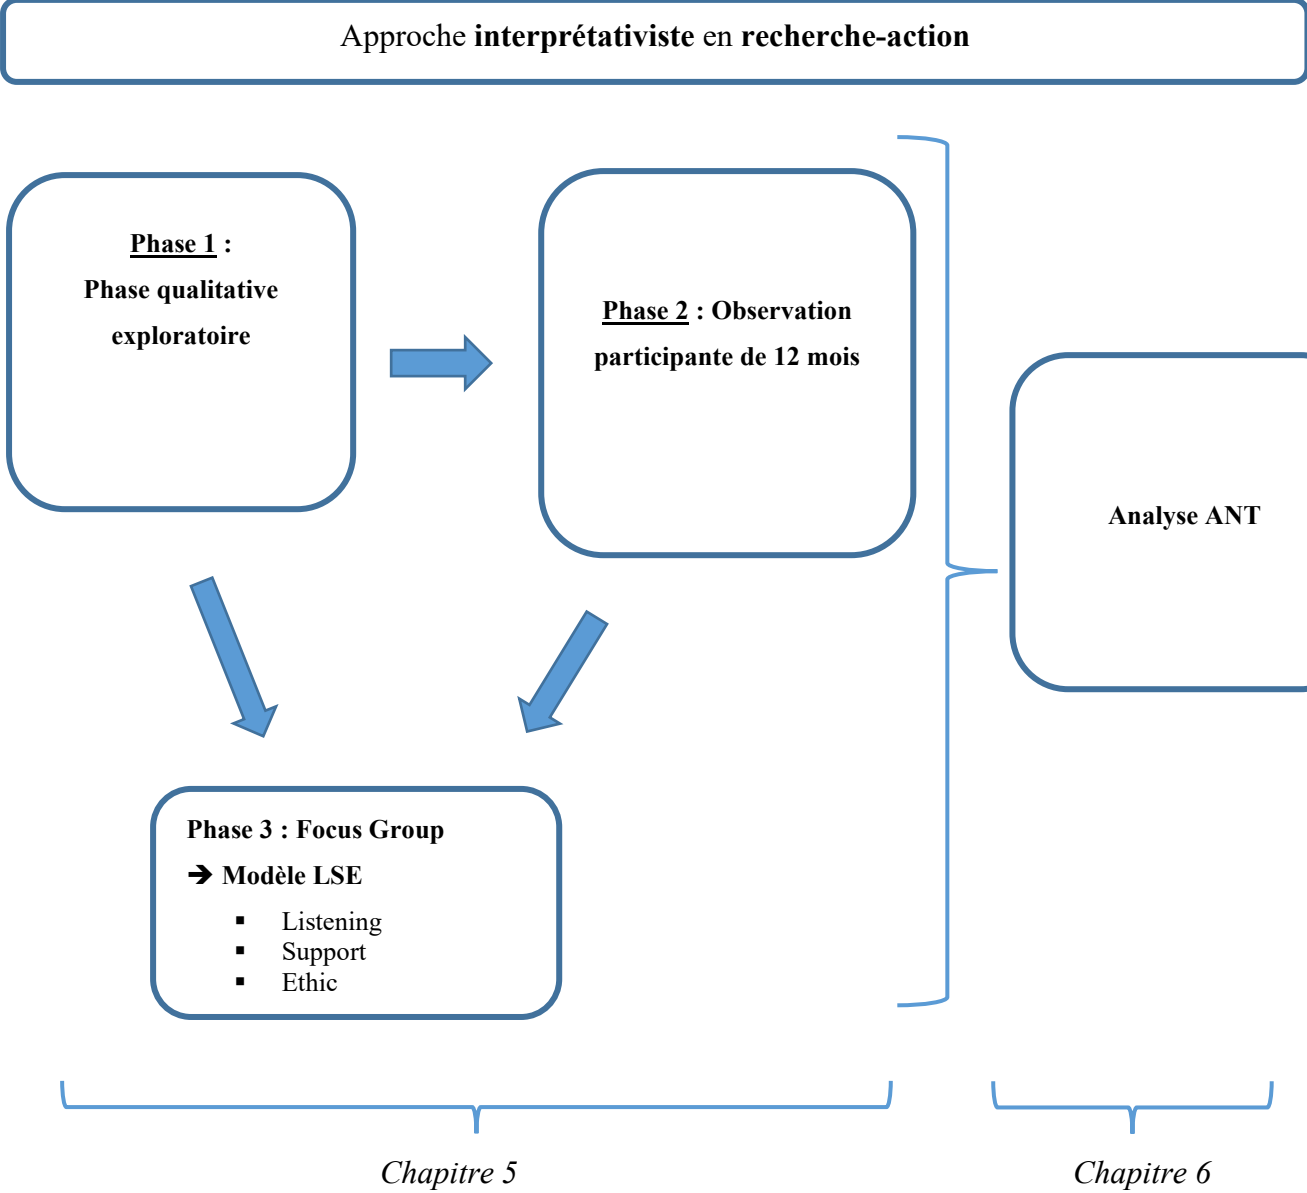 Approche interprétativiste en recherche-action
Phase 1 :
Phase qualitative
exploratoire
Phase 2 : Observation
participante de 12 mois
Analyse ANT
Phase 3 : Focus Group
➔ Modèle LSE
▪ Listening
▪ Support
▪ Ethic
Chapitre 5
Chapitre 6